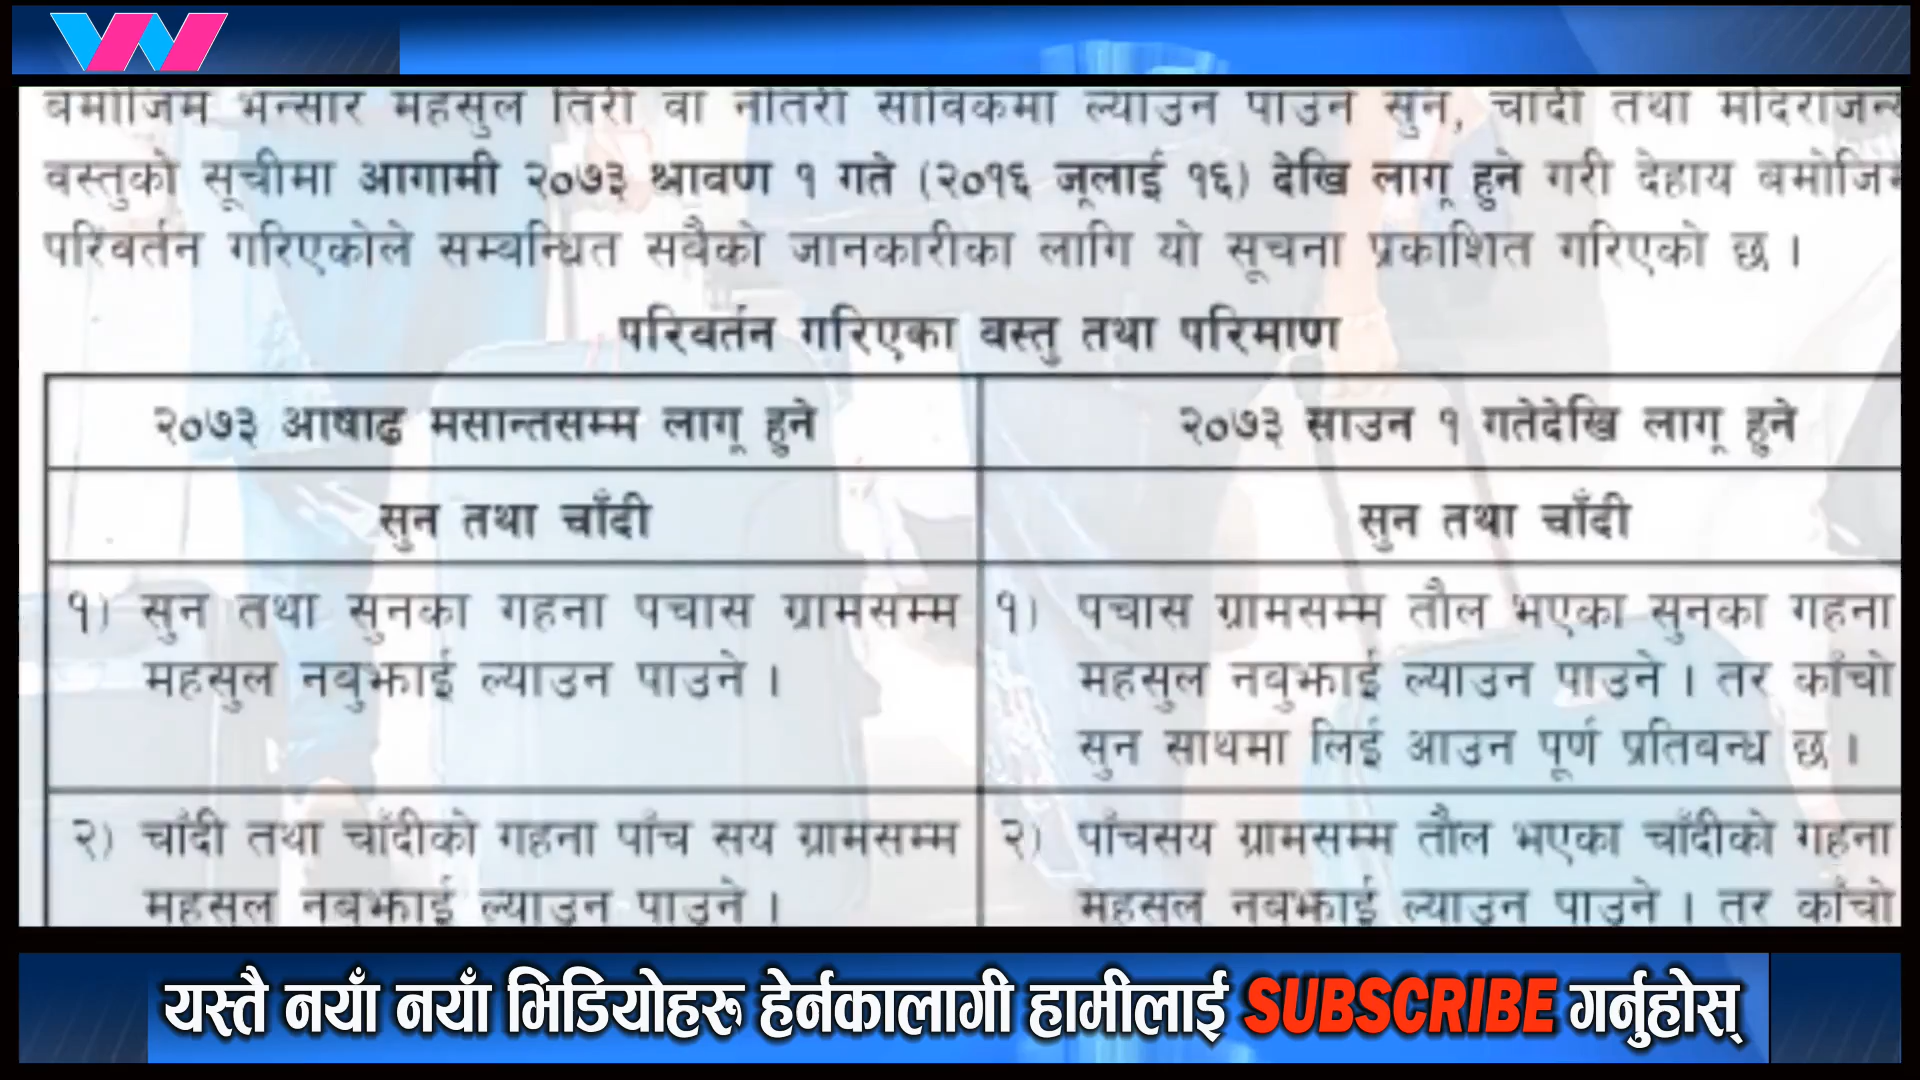 बमोजिम भन्सार महसुल तिरी वा नतिरी साविकमा ल्याउन पाउने सुन, चाँदी तथा मदिराजन्य
वस्तुको सूचीमा आगामी २०७३ श्रावण १ गते (२०१६ जूलाई १६) देखि लागू हुने गरी देहाय बमोजिम
परिवर्तन गरिएकोले सम्बन्धित सवैको जानकारीका लागि यो सूचना प्रकाशित गरिएको छ ।
परिवर्तन गरिएका वस्तु तथा परिमाण
२०७३ आषाढ मसान्तसम्म लागू हुने
सुन तथा चाँदी
१) सुन तथा सुनका गहना पचास ग्रामसम्म
महसुल नबुझाई ल्याउन पाउने ।
२) चाँदी तथा चाँदीको गहना पाँच सय ग्रामसम्म
महसुल नबुझाई ल्याउन पाउने ।
२०७३ साउन १ गतेदेखि लागू हुने
सुन तथा चाँदी
१) पचास ग्रामसम्म तौल भएका सुनका गहना
महसुल नबुझाई ल्याउन पाउने । तर काँचो
सुन साथमा लिई आउन पूर्ण प्रतिबन्ध छ ।
२) पाँचसय ग्रामसम्म तौल भएका चाँदीको गहना
महसुल नबुझाई ल्याउन पाउने । तर काँचो
यस्तै नयाँ नयाँ भिडियोहरु हेर्नकालागी हामीलाई SUBSCRIBE गर्नुहोस्